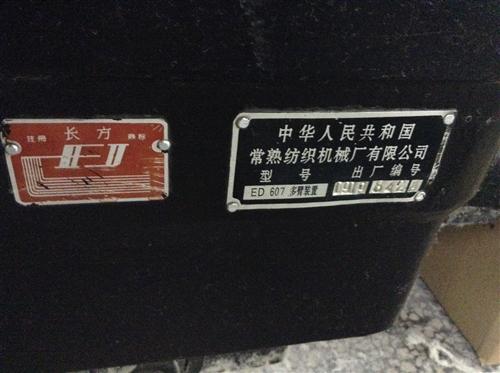 注册 长方 商标
中华人民共和国
常熟纺织机械厂有限公司
型号 出厂编号
ED 607 多臂装置